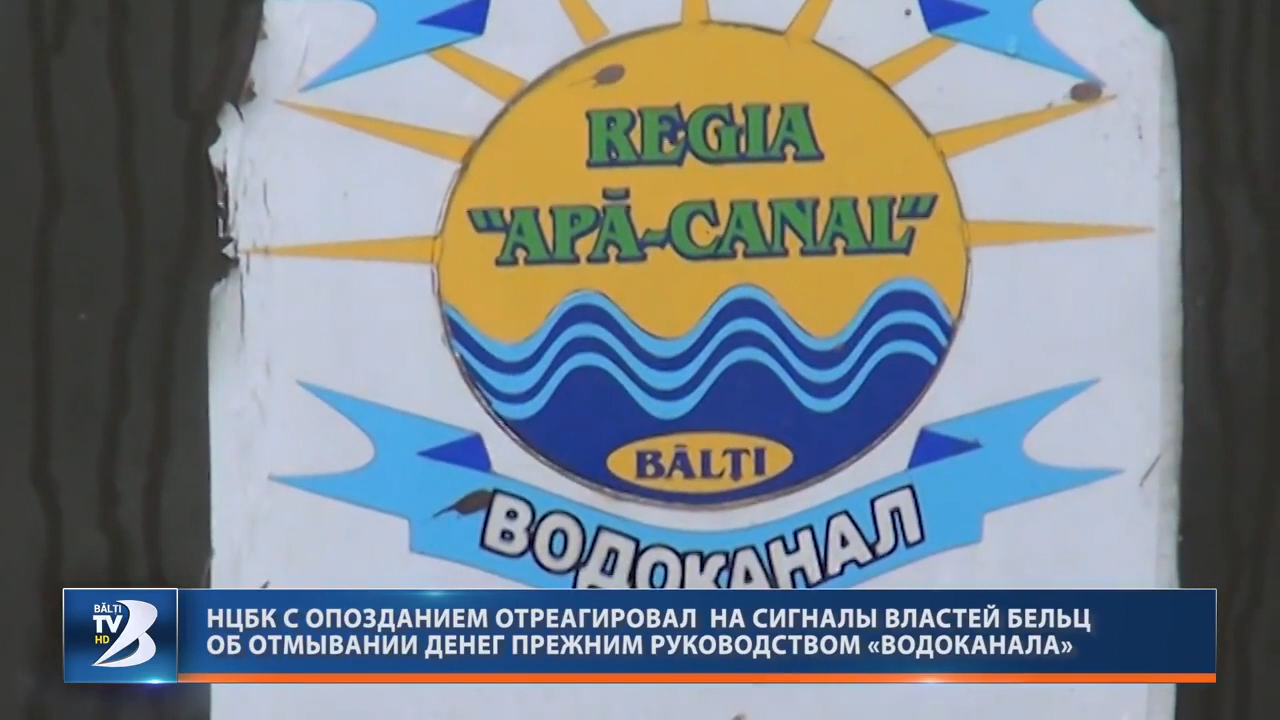 REGIA
"APĂ-CANAL"
BĂLȚI
ВОДОКАНАЛ
BĂLȚI
TV
HD
НЦБК С ОПОЗДАНИЕМ ОТРЕАГИРОВАЛ НА СИГНАЛЫ ВЛАСТЕЙ БЕЛЬЦ
ОБ ОТМЫВАНИИ ДЕНЕГ ПРЕЖНИМ РУКОВОДСТВОМ «ВОДОКАНАЛА»